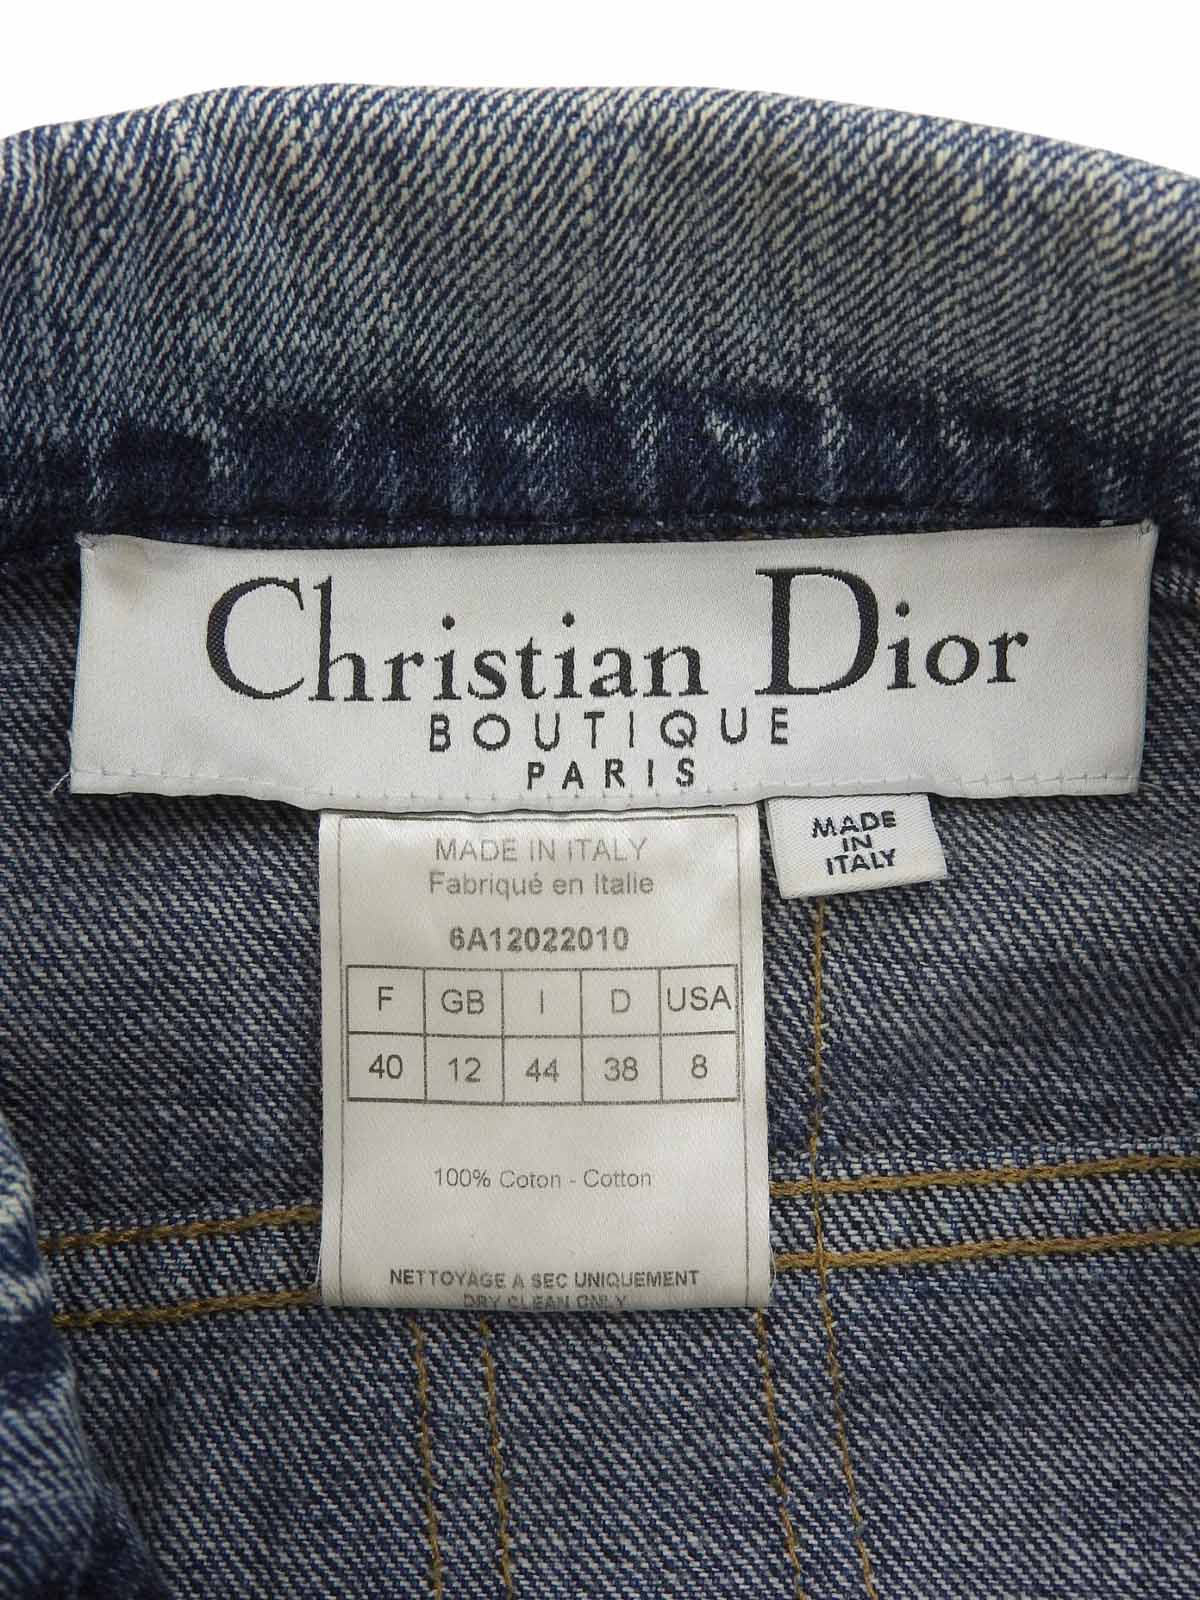 Christian Dior
BOUTIQUE
PARIS
MADE
IN
ITALY
MADE IN ITALY
Fabriqué en Italie
6A12022010
F GB I D USA
40 12 44 38 8
100% Coton - Cotton
NETTOYAGE A SEC UNIQUEMENT
DRY CLEAN ONLY